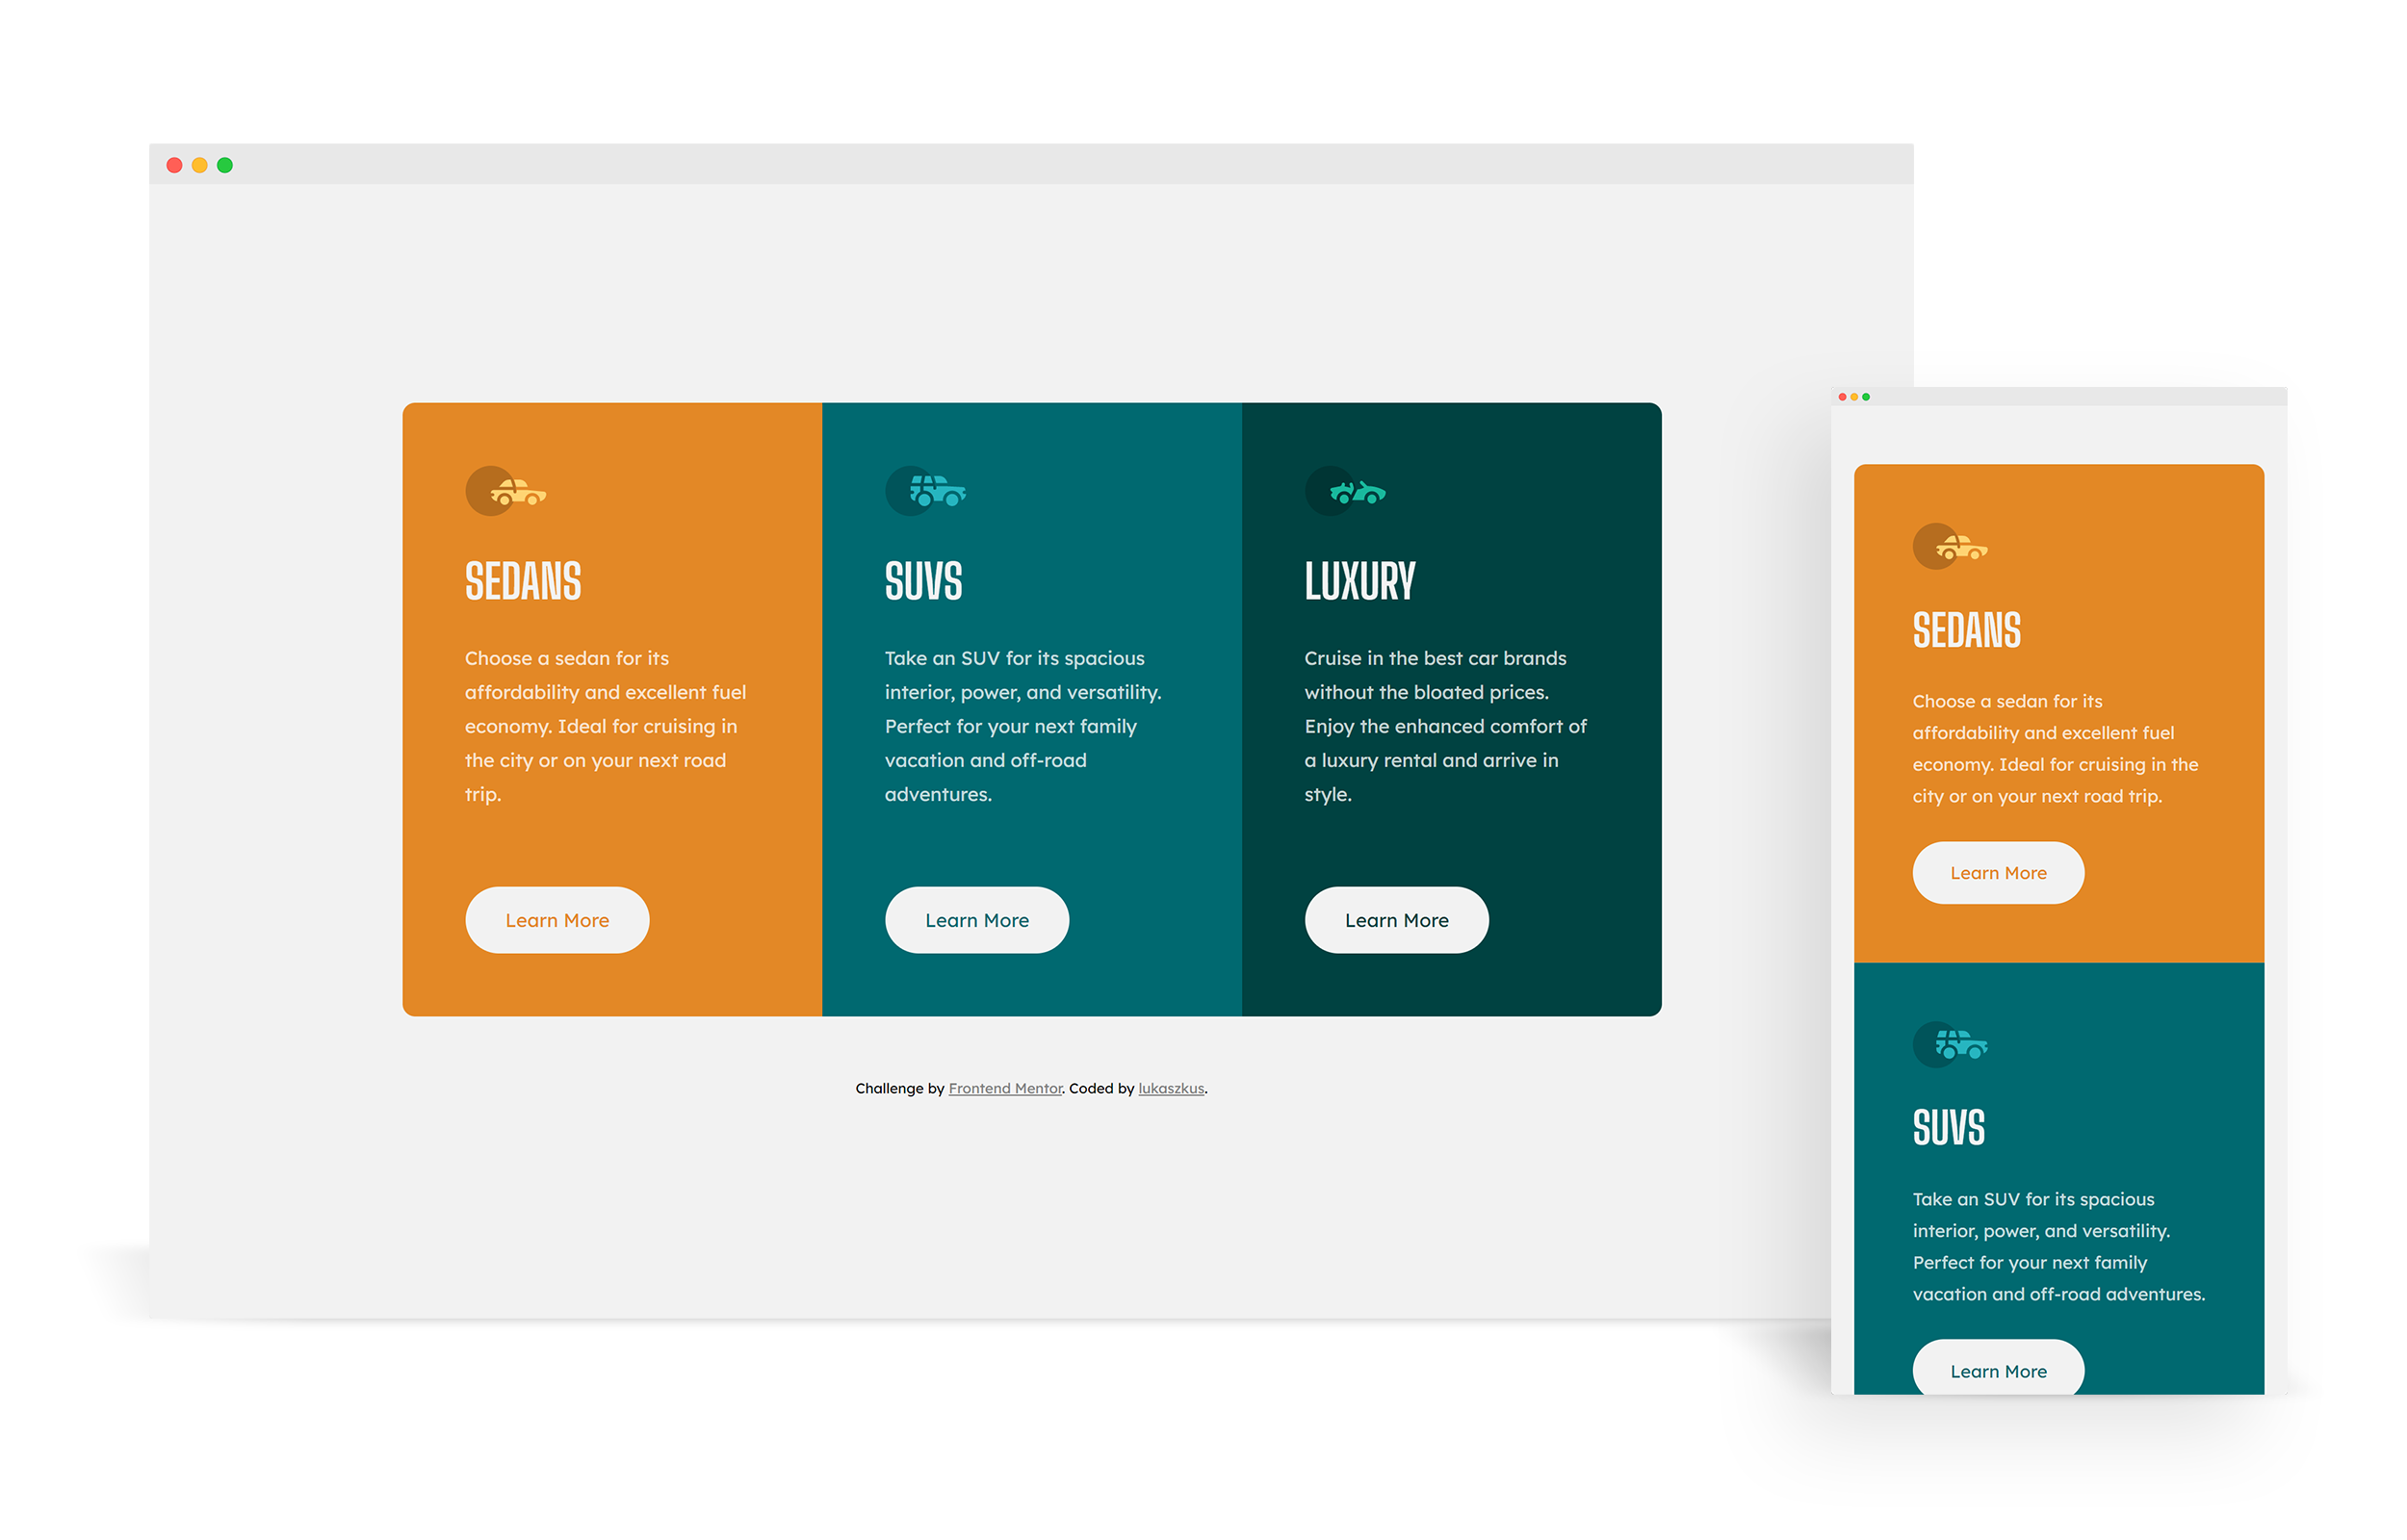 SEDANS
Choose a sedan for its
affordability and excellent fuel
economy. Ideal for cruising in
the city or on your next road
trip.
Learn More
SUVS
Take an SUV for its spacious
interior, power, and versatility.
Perfect for your next family
vacation and off-road
adventures.
Learn More
LUXURY
Cruise in the best car brands
without the bloated prices.
Enjoy the enhanced comfort of
a luxury rental and arrive in
style.
Learn More
Challenge by Frontend Mentor. Coded by lukaszkus.
SEDANS
Choose a sedan for its
affordability and excellent fuel
economy. Ideal for cruising in the
city or on your next road trip.
Learn More
SUVS
Take an SUV for its spacious
interior, power, and versatility.
Perfect for your next family
vacation and off-road adventures.
Learn More